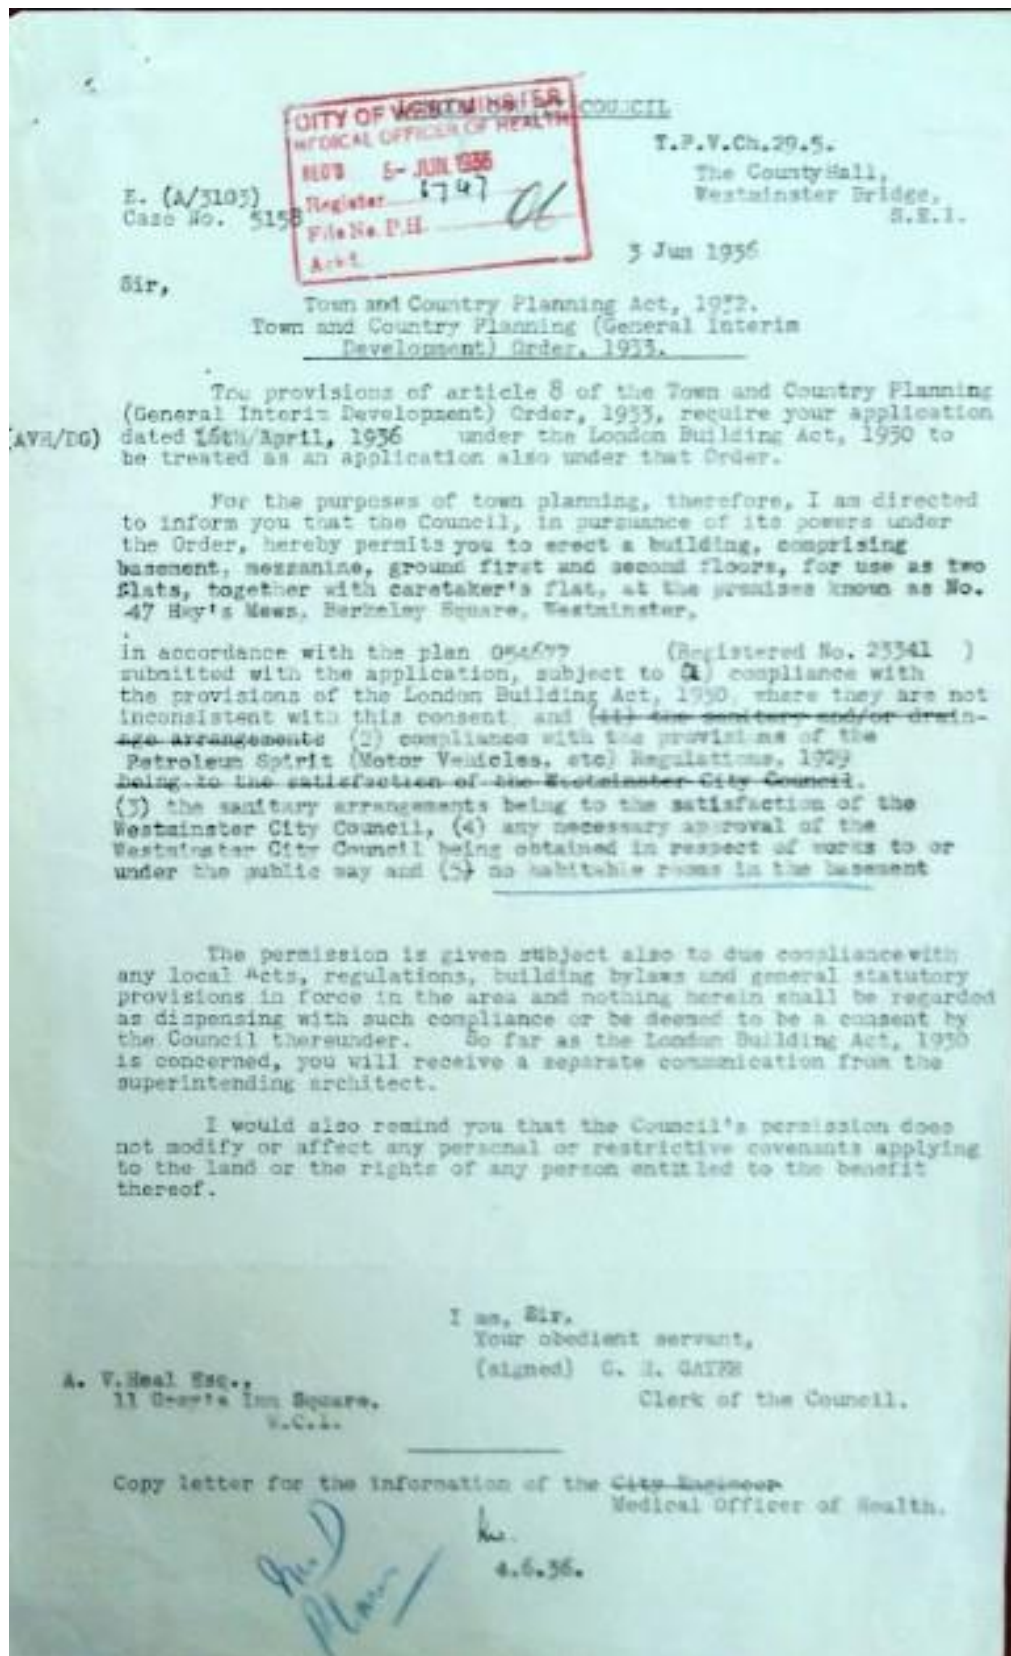 COUNCIL
CITY OF WESTMINSTER
MEDICAL OFFICER OF HEALTH
REC'D 5- JUN 1936
Register
File No. P.H. 06
Ack'd
T.P.V.Ch.29.5.
The County Hall,
Westminster Bridge,
S.E.1.
E. (A/3103)
Case No. 5158
3 Jun 1936
Sir,
Town and Country Planning Act, 1932.
Town and Country Planning (General Interim
Development) Order, 1933.
The provisions of article 8 of the Town and Country Planning
(General Interim Development) Order, 1933, require your application
(AVH/DG) dated 16th/April, 1936 under the London Building Act, 1930 to
be treated as an application also under that Order.
For the purposes of town planning, therefore, I am directed
to inform you that the Council, in pursuance of its powers under
the Order, hereby permits you to erect a building, comprising
basement, mezzanine, ground first and second floors, for use as two
flats, together with caretaker's flat, at the premises known as No.
47 Hay's Mews, Berkeley Square, Westminster,
in accordance with the plan 054677 (Registered No. 23341 )
submitted with the application, subject to (1) compliance with
the provisions of the London Building Act, 1930 where they are not
inconsistent with this consent and (ii) the sanitary and/or drain-
age arrangements (2) compliance with the provisions of the
Petroleum Spirit (Motor Vehicles, etc) Regulations, 1929
being to the satisfaction of the Westminster City Council.
(3) the sanitary arrangements being to the satisfaction of the
Westminster City Council, (4) any necessary approval of the
Westminster City Council being obtained in respect of works to or
under the public way and (5) no habitable rooms in the basement
The permission is given subject also to due compliance with
any local Acts, regulations, building bylaws and general statutory
provisions in force in the area and nothing herein shall be regarded
as dispensing with such compliance or be deemed to be a consent by
the Council thereunder. So far as the London Building Act, 1930
is concerned, you will receive a separate communication from the
superintending architect.
I would also remind you that the Council's permission does
not modify or affect any personal or restrictive covenants applying
to the land or the rights of any person entitled to the benefit
thereof.
I am, Sir,
Your obedient servant,
(signed) G. H. GATER
Clerk of the Council.
A. V.Heal Esq.,
11 Gray's Inn Square,
W.C.1.
Copy letter for the information of the City Engineer
Medical Officer of Health.
4.6.36.